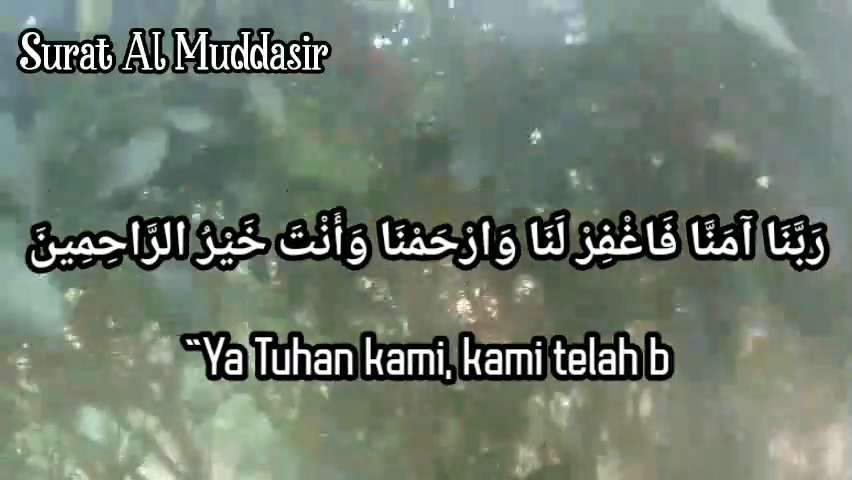 Surat Al Muddasir
رَبَّنَا آمَنَّا فَاغْفِرْ لَنَا وَارْحَمْنَا وَأَنْتَ خَيْرُ الرَّاحِمِينَ
“Ya Tuhan kami, kami telah b